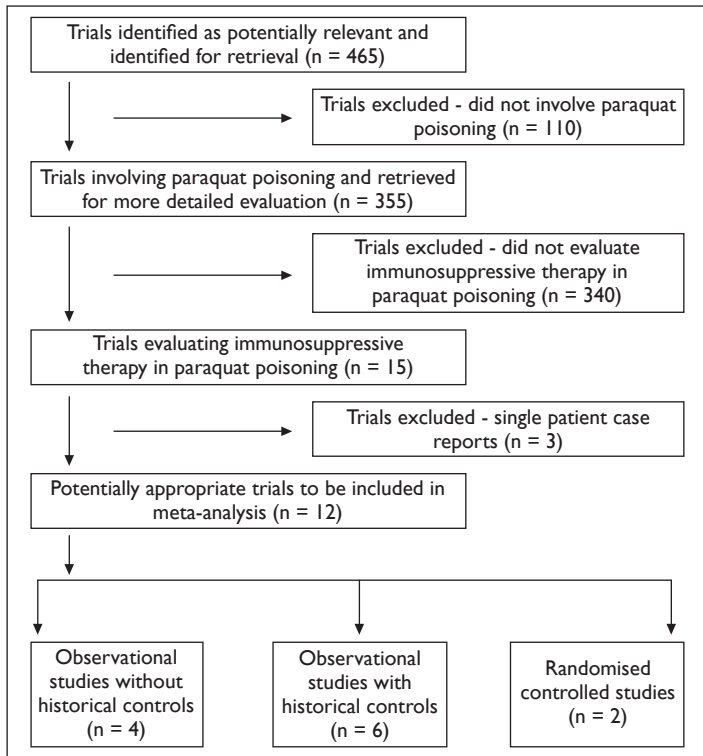 Trials identified as potentially relevant and
identified for retrieval (n = 465)
Trials excluded - did not involve paraquat
poisoning (n = 110)
Trials involving paraquat poisoning and retrieved
for more detailed evaluation (n = 355)
Trials excluded - did not evaluate
immunosuppressive therapy in
paraquat poisoning (n = 340)
Trials evaluating immunosuppressive
therapy in paraquat poisoning (n = 15)
Trials excluded - single patient case
reports (n = 3)
Potentially appropriate trials to be included in
meta-analysis (n = 12)
Observational
studies without
historical controls
(n = 4)
Observational
studies with
historical controls
(n = 6)
Randomised
controlled studies
(n = 2)